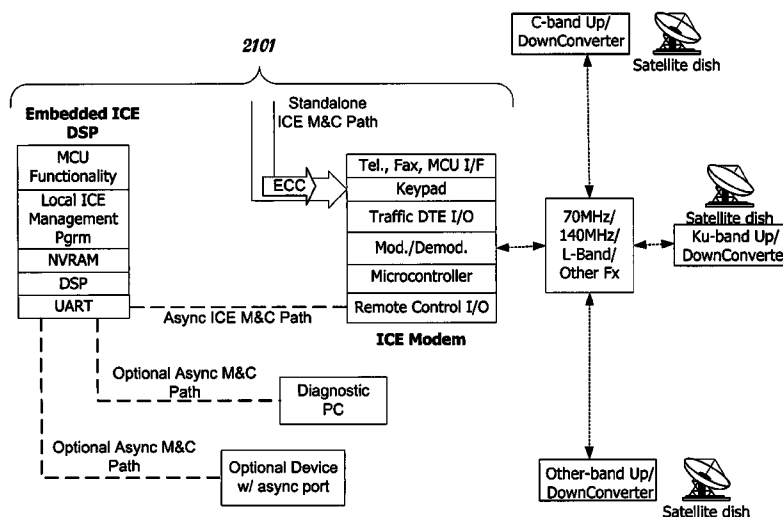 2101
C-band Up/
DownConverter
Satellite dish
Embedded ICE
DSP
MCU
Functionality
Local ICE
Management
Pgrm
NVRAM
DSP
UART
Standalone
ICE M&C Path
ECC
Tel., Fax, MCU I/F
Keypad
Traffic DTE I/O
Mod./Demod.
Microcontroller
Remote Control I/O
ICE Modem
Async ICE M&C Path
70MHz/
140MHz/
L-Band/
Other Fx
Satellite dish
Ku-band Up/
DownConverte
Optional Async M&C
Path
Diagnostic
PC
Optional Async M&C
Path
Optional Device
w/ async port
Other-band Up/
DownConverter
Satellite dish